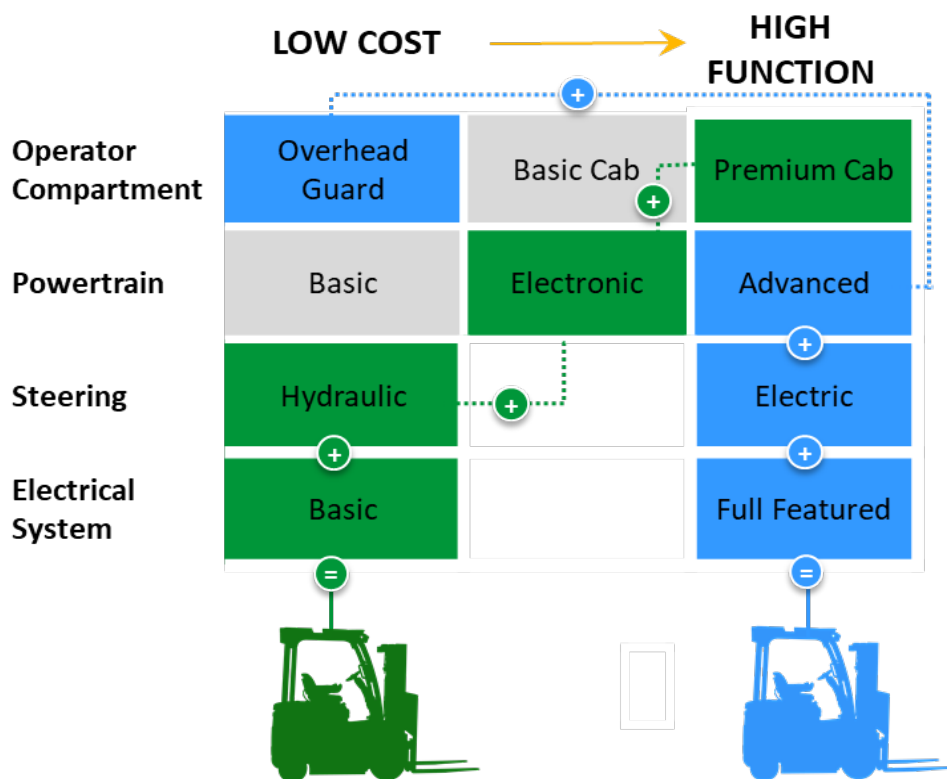 LOW COST
HIGH
FUNCTION
+
Operator
Compartment
Overhead
Guard
Basic Cab
Premium Cab
+
Powertrain
Basic
Electronic
Advanced
+
Steering
Hydraulic
+
Electric
+
+
Electrical
System
Basic
Full Featured
=
=